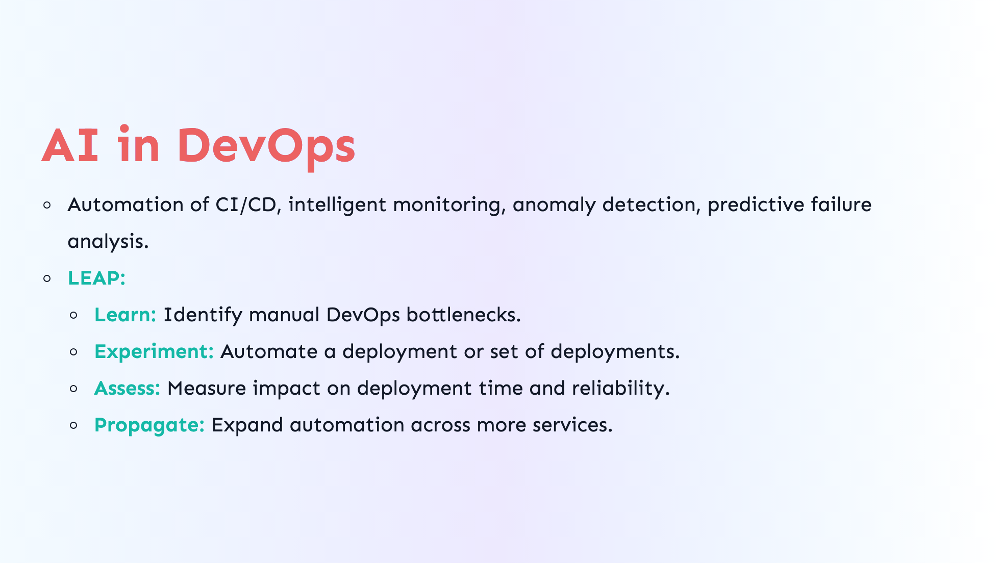 AI in DevOps
Automation of CI/CD, intelligent monitoring, anomaly detection, predictive failure
analysis.
LEAP:
Learn: Identify manual DevOps bottlenecks.
Experiment: Automate a deployment or set of deployments.
Assess: Measure impact on deployment time and reliability.
Propagate: Expand automation across more services.